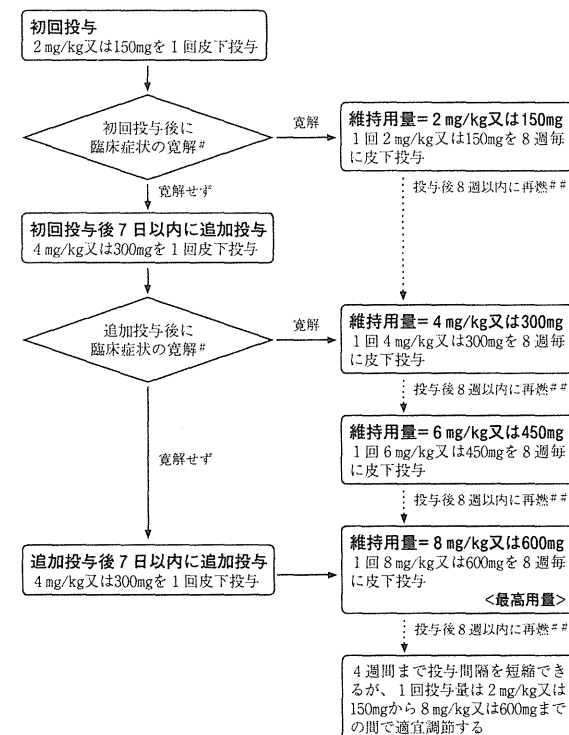 初回投与
2mg/kg又は150mgを1回皮下投与
初回投与後に
臨床症状の寛解#
寛解
維持用量=2mg/kg又は150mg
1回2mg/kg又は150mgを8週毎
に皮下投与
寛解せず
投与後8週以内に再燃##
初回投与後7日以内に追加投与
4mg/kg又は300mgを1回皮下投与
追加投与後に
臨床症状の寛解#
寛解
維持用量=4mg/kg又は300mg
1回4mg/kg又は300mgを8週毎
に皮下投与
投与後8週以内に再燃##
維持用量=6mg/kg又は450mg
1回6mg/kg又は450mgを8週毎
に皮下投与
寛解せず
投与後8週以内に再燃##
追加投与後7日以内に追加投与
4mg/kg又は300mgを1回皮下投与
維持用量=8mg/kg又は600mg
1回8mg/kg又は600mgを8週毎
に皮下投与
<最高用量>
投与後8週以内に再燃##
4週間まで投与間隔を短縮でき
るが、1回投与量は2mg/kg又は
150mgから8mg/kg又は600mgまで
の間で適宜調節する